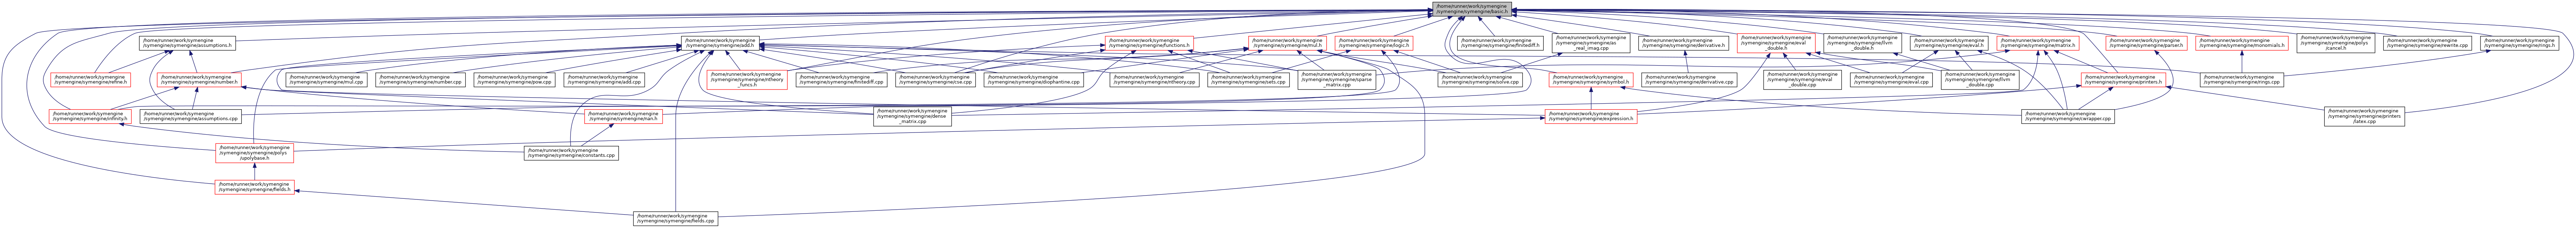 /home/runner/work/symengine
/symengine/symengine/basic.h
/home/runner/work/symengine
/symengine/symengine/assumptions.h
/home/runner/work/symengine
/symengine/symengine/add.h
/home/runner/work/symengine
/symengine/symengine/functions.h
/home/runner/work/symengine
/symengine/symengine/mul.h
/home/runner/work/symengine
/symengine/symengine/logic.h
/home/runner/work/symengine
/symengine/symengine/finitediff.h
/home/runner/work/symengine
/symengine/symengine/as
_real_imag.cpp
/home/runner/work/symengine
/symengine/symengine/derivative.h
/home/runner/work/symengine
/symengine/symengine/eval
_double.h
/home/runner/work/symengine
/symengine/symengine/llvm
_double.h
/home/runner/work/symengine
/symengine/symengine/eval.h
/home/runner/work/symengine
/symengine/symengine/matrix.h
/home/runner/work/symengine
/symengine/symengine/parser.h
/home/runner/work/symengine
/symengine/symengine/monomials.h
/home/runner/work/symengine
/symengine/symengine/polys
/cancel.h
/home/runner/work/symengine
/symengine/symengine/rewrite.cpp
/home/runner/work/symengine
/symengine/symengine/rings.h
/home/runner/work/symengine
/symengine/symengine/refine.h
/home/runner/work/symengine
/symengine/symengine/number.h
/home/runner/work/symengine
/symengine/symengine/mul.cpp
/home/runner/work/symengine
/symengine/symengine/number.cpp
/home/runner/work/symengine
/symengine/symengine/pow.cpp
/home/runner/work/symengine
/symengine/symengine/add.cpp
/home/runner/work/symengine
/symengine/symengine/ntheory
_funcs.h
/home/runner/work/symengine
/symengine/symengine/finitediff.cpp
/home/runner/work/symengine
/symengine/symengine/cse.cpp
/home/runner/work/symengine
/symengine/symengine/diophantine.cpp
/home/runner/work/symengine
/symengine/symengine/ntheory.cpp
/home/runner/work/symengine
/symengine/symengine/sets.cpp
/home/runner/work/symengine
/symengine/symengine/sparse
_matrix.cpp
/home/runner/work/symengine
/symengine/symengine/solve.cpp
/home/runner/work/symengine
/symengine/symengine/symbol.h
/home/runner/work/symengine
/symengine/symengine/derivative.cpp
/home/runner/work/symengine
/symengine/symengine/eval
_double.cpp
/home/runner/work/symengine
/symengine/symengine/eval.cpp
/home/runner/work/symengine
/symengine/symengine/llvm
_double.cpp
/home/runner/work/symengine
/symengine/symengine/printers.h
/home/runner/work/symengine
/symengine/symengine/rings.cpp
/home/runner/work/symengine
/symengine/symengine/infinity.h
/home/runner/work/symengine
/symengine/symengine/assumptions.cpp
/home/runner/work/symengine
/symengine/symengine/nan.h
/home/runner/work/symengine
/symengine/symengine/dense
_matrix.cpp
/home/runner/work/symengine
/symengine/symengine/expression.h
/home/runner/work/symengine
/symengine/symengine/cwrapper.cpp
/home/runner/work/symengine
/symengine/symengine/printers
/latex.cpp
/home/runner/work/symengine
/symengine/symengine/polys
/upolybase.h
/home/runner/work/symengine
/symengine/symengine/constants.cpp
/home/runner/work/symengine
/symengine/symengine/fields.h
/home/runner/work/symengine
/symengine/symengine/fields.cpp